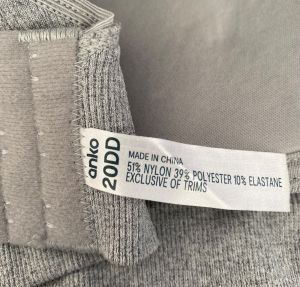 anko
20DD
MADE IN CHINA
51% NYLON 39% POLYESTER 10% ELASTANE
EXCLUSIVE OF TRIMS